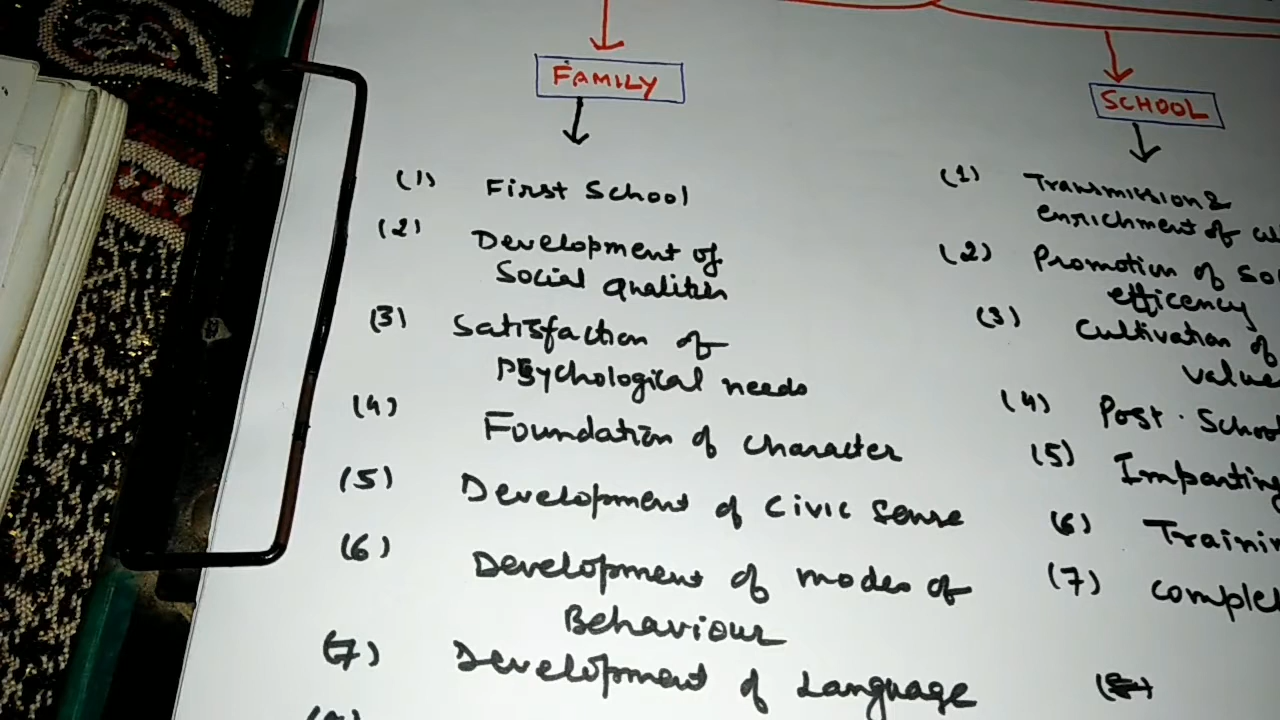 FAMILY
(1) First School
(2) Development of
Social Qualities
(3) Satisfaction of
Psychological needs
(4) Foundation of character
(5) Development of Civic Sense
(6) Development of modes of
Behaviour
(7) Development of Language
SCHOOL
(1) Transmission &
enrichment of
(2) Promotion of
efficency
(3) Cultivation of
value
(4) Post. School
(5) Imparting
(6)
(7)